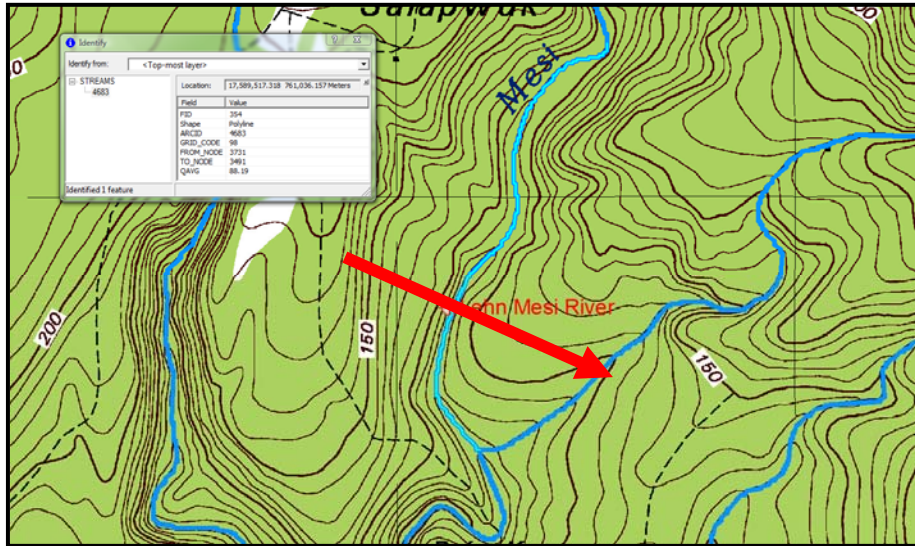 Salapwuk
Identify
Identify from: <Top-most layer>
STREAMS
4683
Location: 17,589,517.318 761,036.157 Meters
Field Value
FID 354
Shape Polyline
ARCID 4683
GRID_CODE 98
FROM_NODE 3731
TO_NODE 3491
QAVG 88.19
Identified 1 feature
Mesi
200
ehn Mesi River
150
200
150